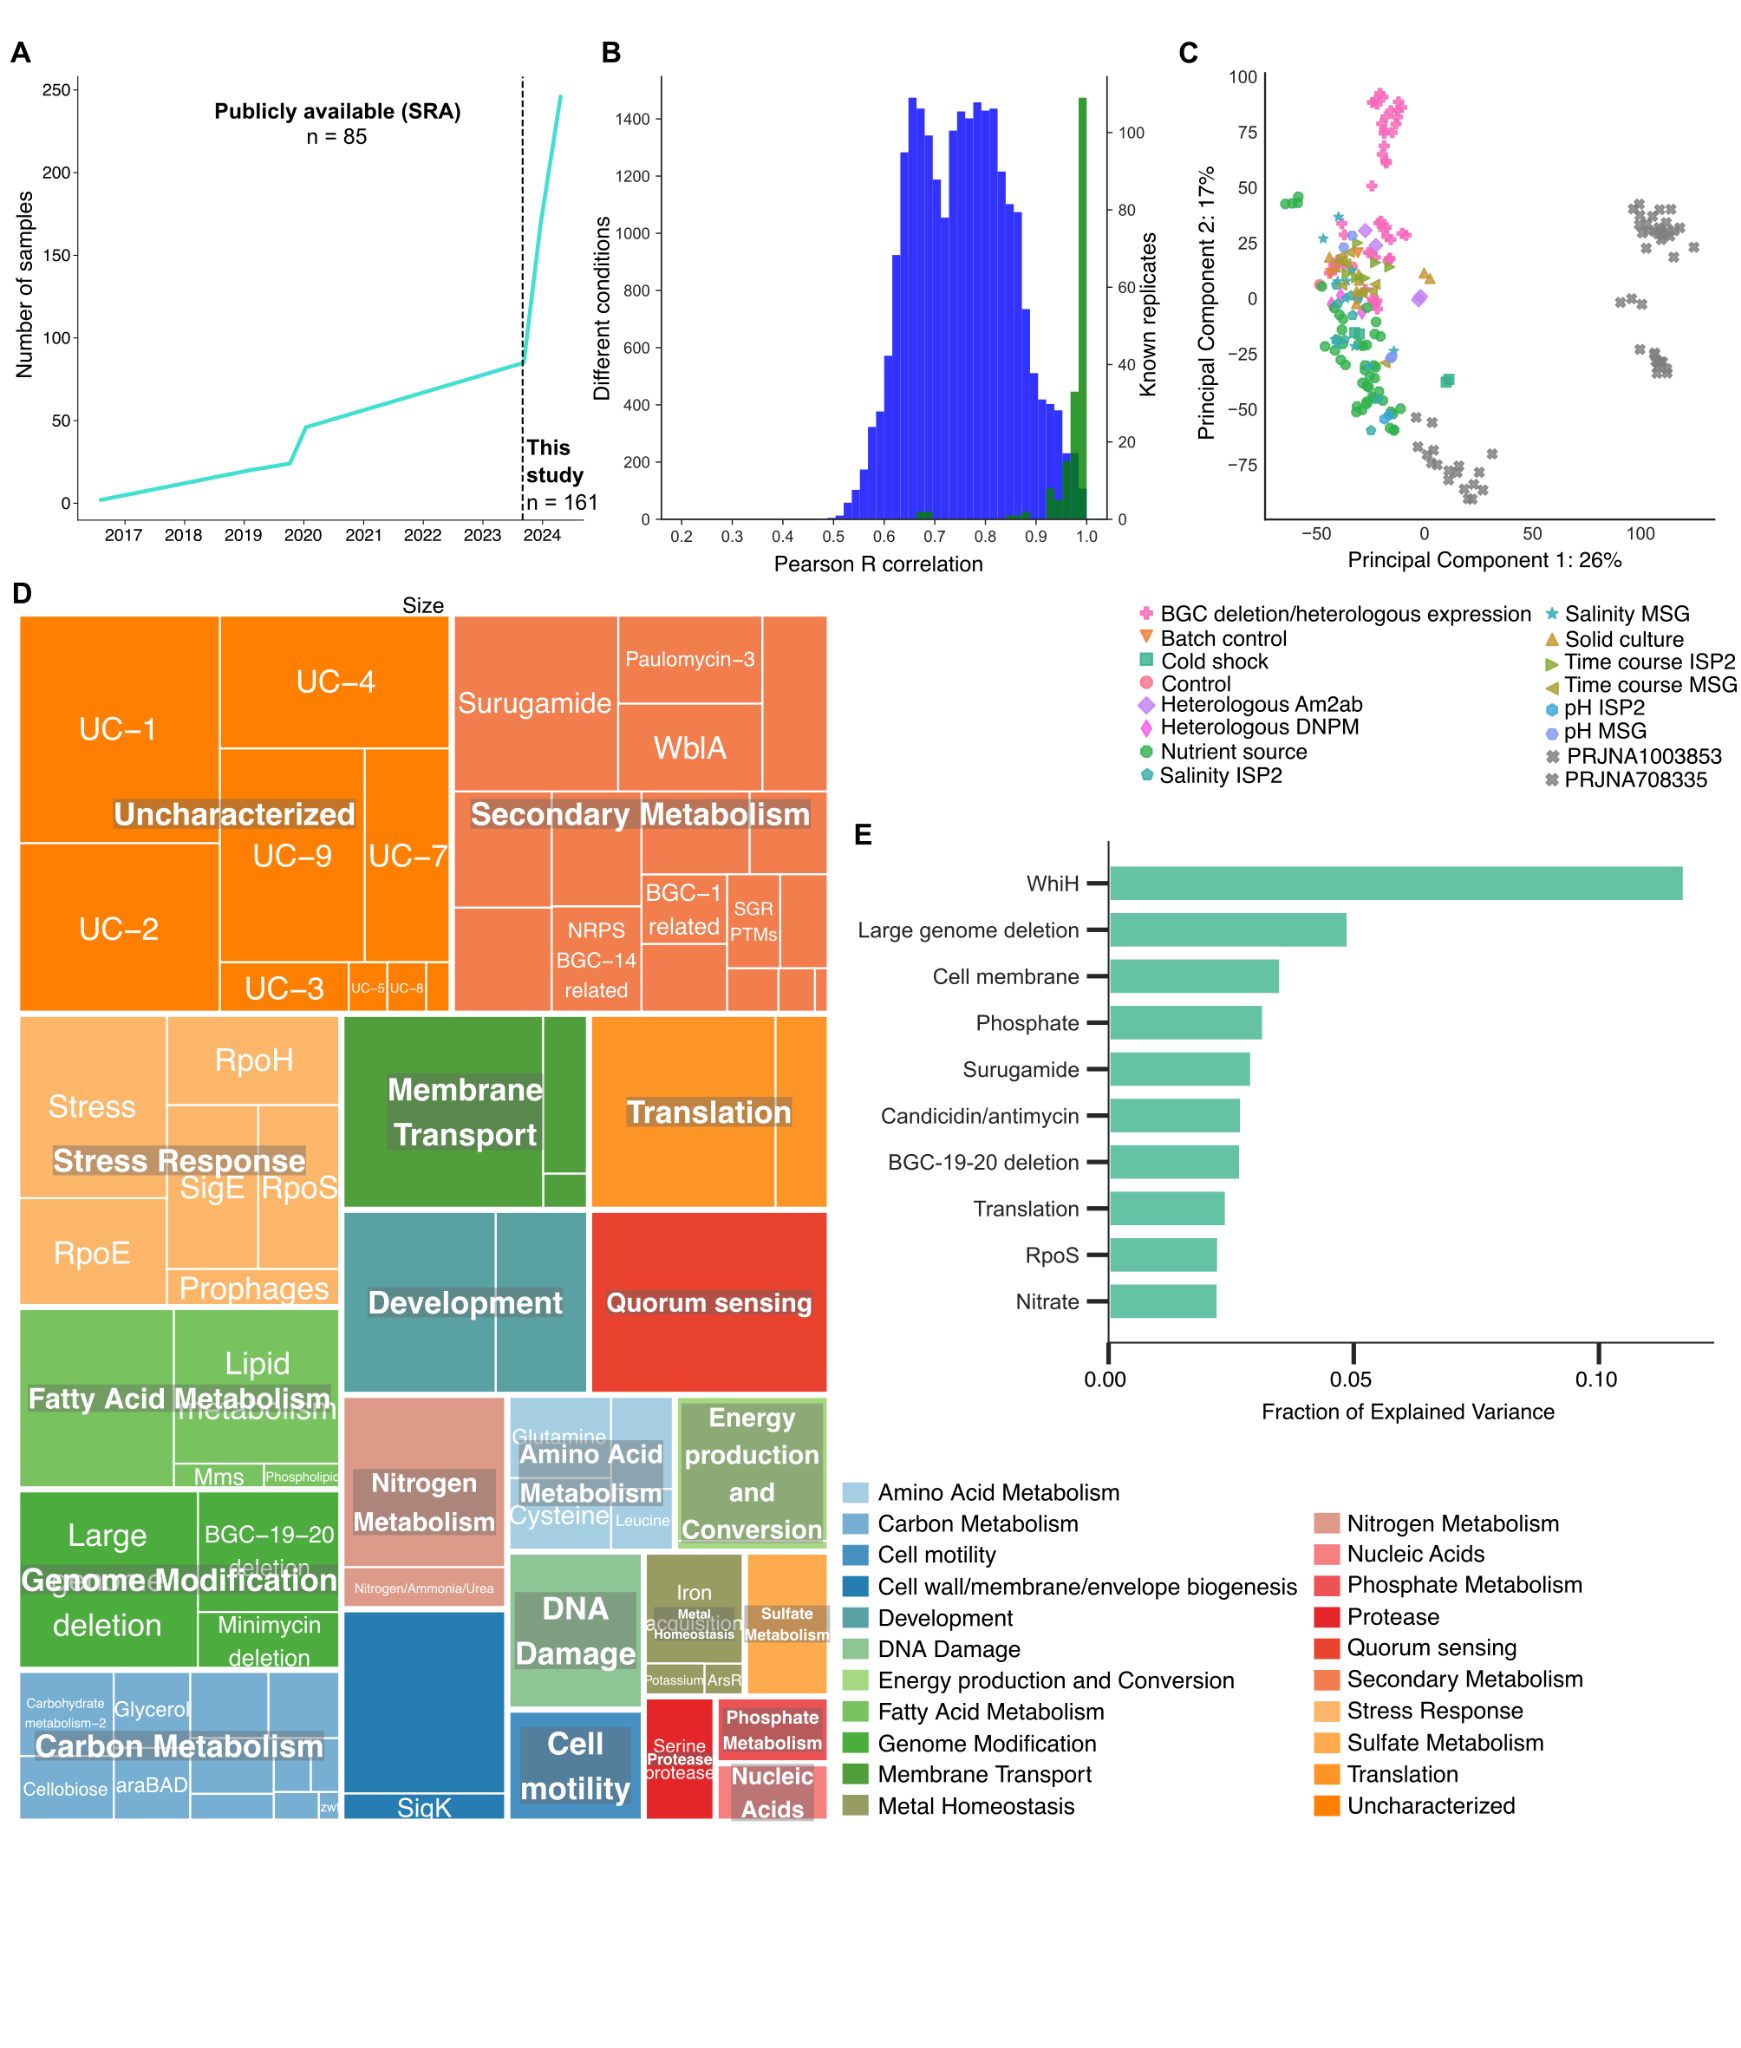 A
250
200
150
100
50
0
Number of samples
Publicly available (SRA)
n = 85
This
study
n = 161
2017
2018
2019
2020
2021
2022
2023
2024
B
1400
1200
1000
800
600
400
200
0
Different conditions
100
80
60
40
20
0
Known replicates
0.2
0.3
0.4
0.5
0.6
0.7
0.8
0.9
1.0
Pearson R correlation
C
100
75
50
25
0
−25
−50
−75
Principal Component 2: 17%
−50
0
50
100
Principal Component 1: 26%
BGC deletion/heterologous expression
Batch control
Cold shock
Control
Heterologous Am2ab
Heterologous DNPM
Nutrient source
Salinity ISP2
Salinity MSG
Solid culture
Time course ISP2
Time course MSG
pH ISP2
pH MSG
PRJNA1003853
PRJNA708335
D
Size
UC−1
UC−4
Uncharacterized
UC−9
UC−7
UC−2
UC−3
UC−5
UC−8
Surugamide
Paulomycin−3
WblA
Secondary Metabolism
BGC−1
related
SGR
PTMs
NRPS
BGC−14
related
Stress
RpoH
Stress Response
SigE
RpoS
RpoE
Prophages
Membrane
Transport
Translation
Development
Quorum sensing
Lipid
metabolism
Fatty Acid Metabolism
Mms
Phospholipid
Large
genome
deletion
BGC−19−20
deletion
Genome Modification
Minimycin
deletion
Carbohydrate
metabolism−2
Glycerol
Carbon Metabolism
Cellobiose
araBAD
zwf
Nitrogen
Metabolism
Nitrogen/Ammonia/Urea
SigK
Glutamine
Amino Acid
Metabolism
Cysteine
Leucine
Energy
production
and
Conversion
DNA
Damage
Iron
acquisition
Metal
Homeostasis
Potassium
ArsR
Sulfate
Metabolism
Cell
motility
Serine
protease
Protease
Phosphate
Metabolism
Nucleic
Acids
E
WhiH
Large genome deletion
Cell membrane
Phosphate
Surugamide
Candicidin/antimycin
BGC-19-20 deletion
Translation
RpoS
Nitrate
0.00
0.05
0.10
Fraction of Explained Variance
Amino Acid Metabolism
Carbon Metabolism
Cell motility
Cell wall/membrane/envelope biogenesis
Development
DNA Damage
Energy production and Conversion
Fatty Acid Metabolism
Genome Modification
Membrane Transport
Metal Homeostasis
Nitrogen Metabolism
Nucleic Acids
Phosphate Metabolism
Protease
Quorum sensing
Secondary Metabolism
Stress Response
Sulfate Metabolism
Translation
Uncharacterized